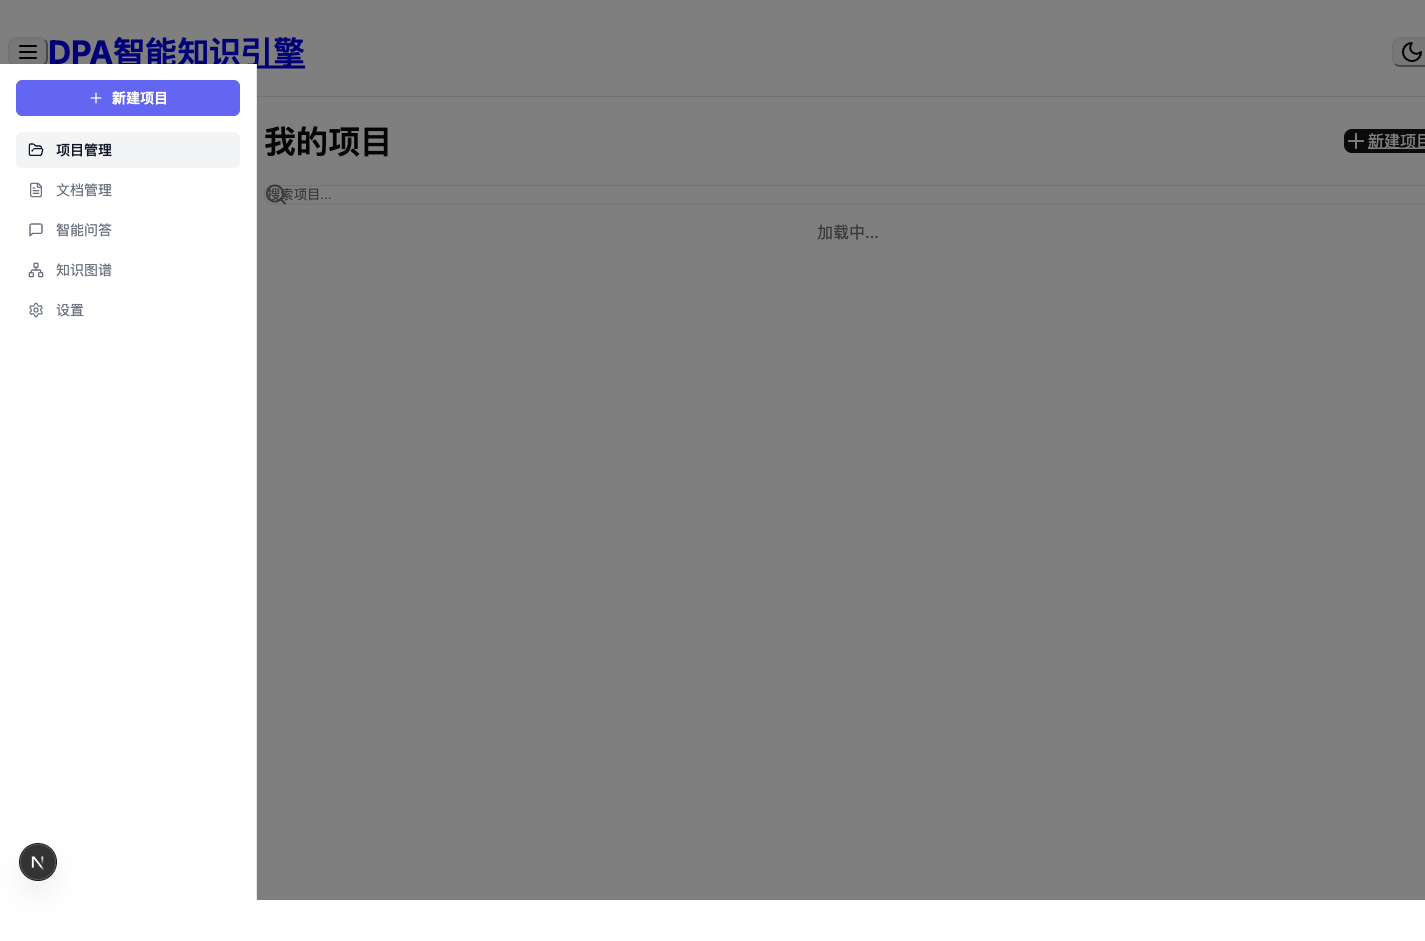 DPA智能知识引擎
新建项目
项目管理
文档管理
智能问答
知识图谱
设置
我的项目
新建项目
搜索项目...
加载中...
N